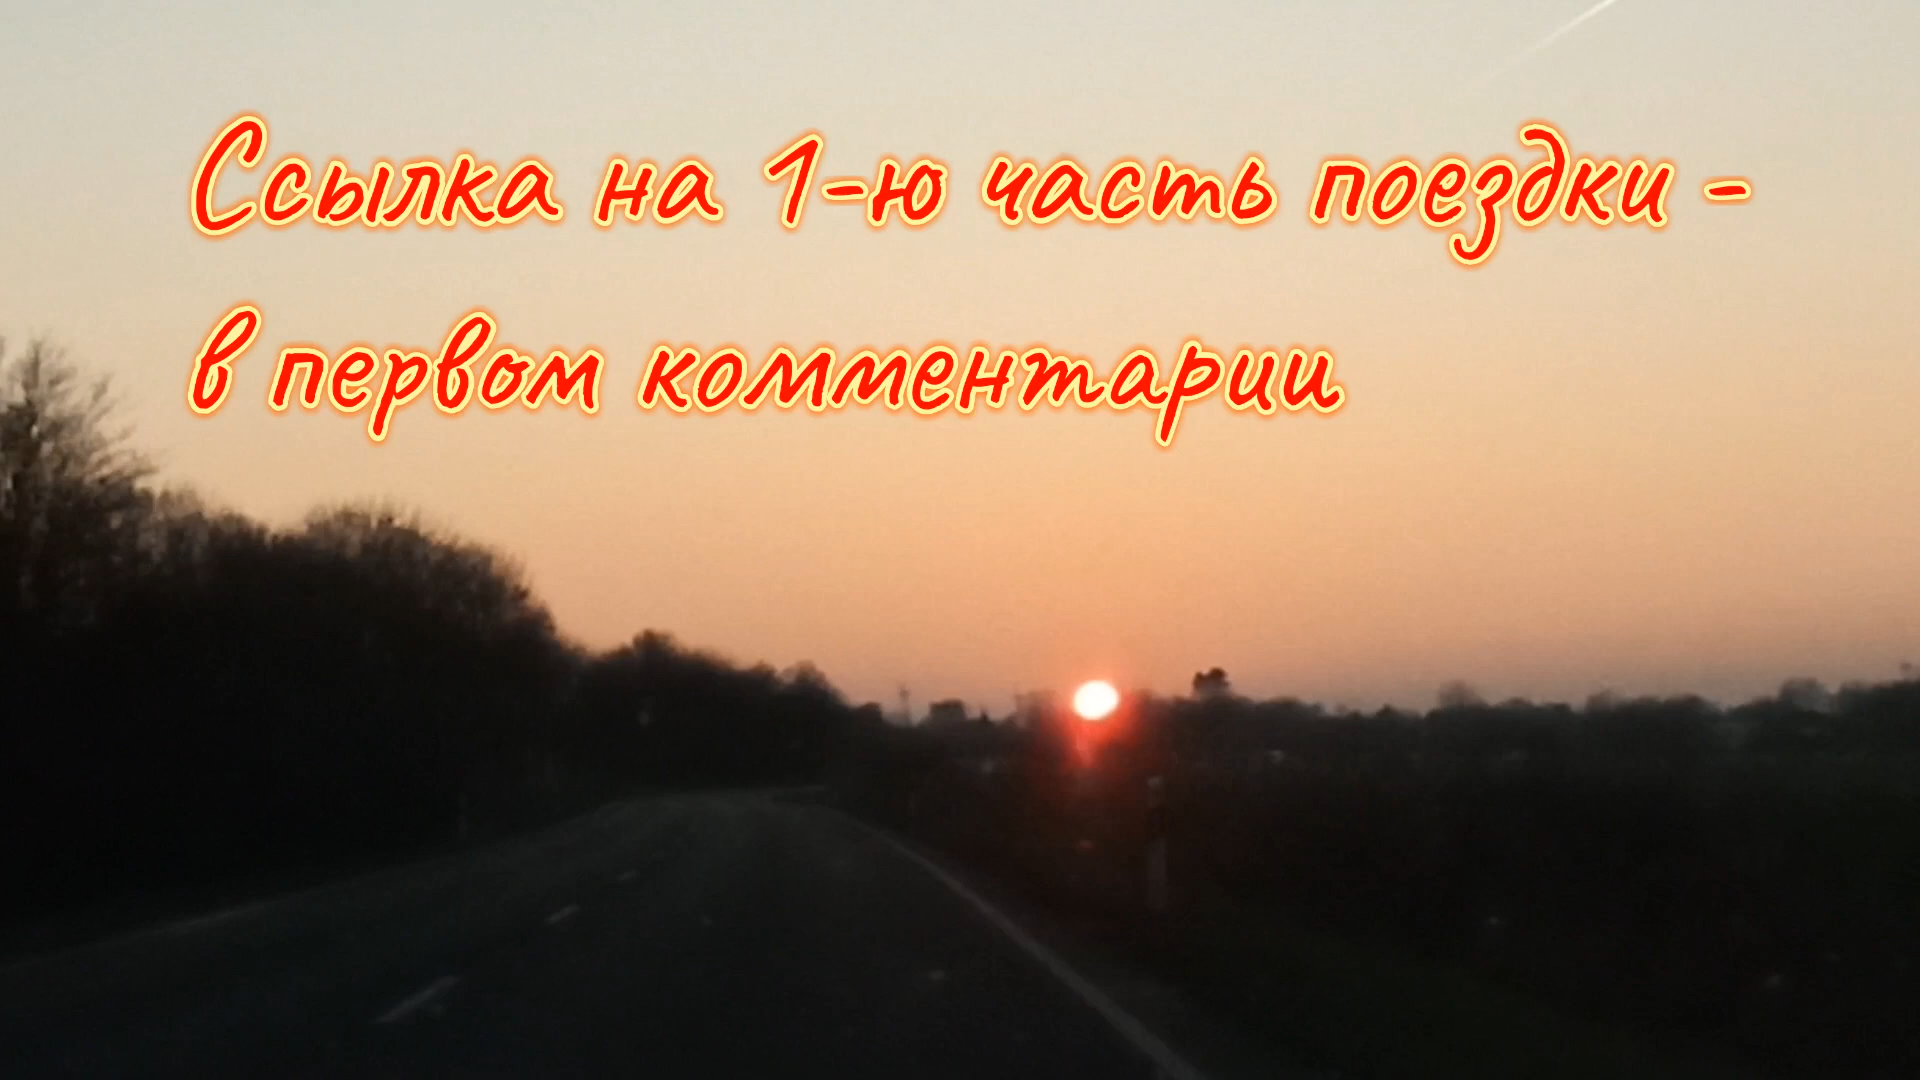 Ссылка на 1-ю часть поездки -
в первом комментарии